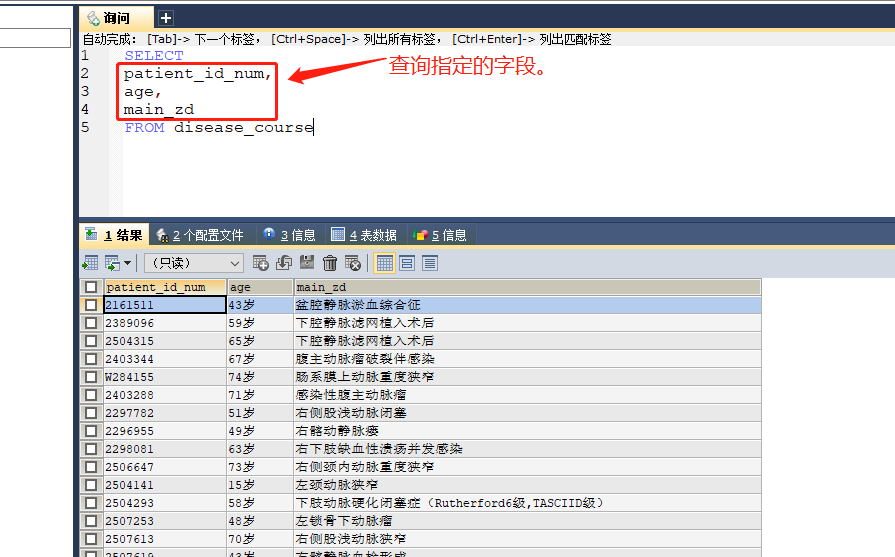 询问
自动完成： [Tab]-> 下一个标签， [Ctrl+Space]-> 列出所有标签， [Ctrl+Enter]-> 列出匹配标签
1 SELECT
2 patient_id_num,
3 age,
4 main_zd
5 FROM disease_course
查询指定的字段。
1 结果 2 个配置文件 3 信息 4 表数据 5 信息
（只读）
patient_id_num age main_zd
2161511 43岁 盆腔静脉淤血综合征
2389096 59岁 下腔静脉滤网植入术后
2504315 65岁 下腔静脉滤网植入术后
2403344 67岁 腹主动脉瘤破裂伴感染
W284155 74岁 肠系膜上动脉重度狭窄
2403288 71岁 感染性腹主动脉瘤
2297782 51岁 右侧股浅动脉闭塞
2296955 49岁 右髂动静脉瘘
2298081 63岁 右下肢缺血性溃疡并发感染
2506647 73岁 右侧颈内动脉重度狭窄
2504141 15岁 左颈动脉狭窄
2504293 58岁 下肢动脉硬化闭塞症（Rutherford6级,TASCIID级）
2507253 48岁 左锁骨下动脉瘤
2507613 70岁 右侧股浅动脉狭窄